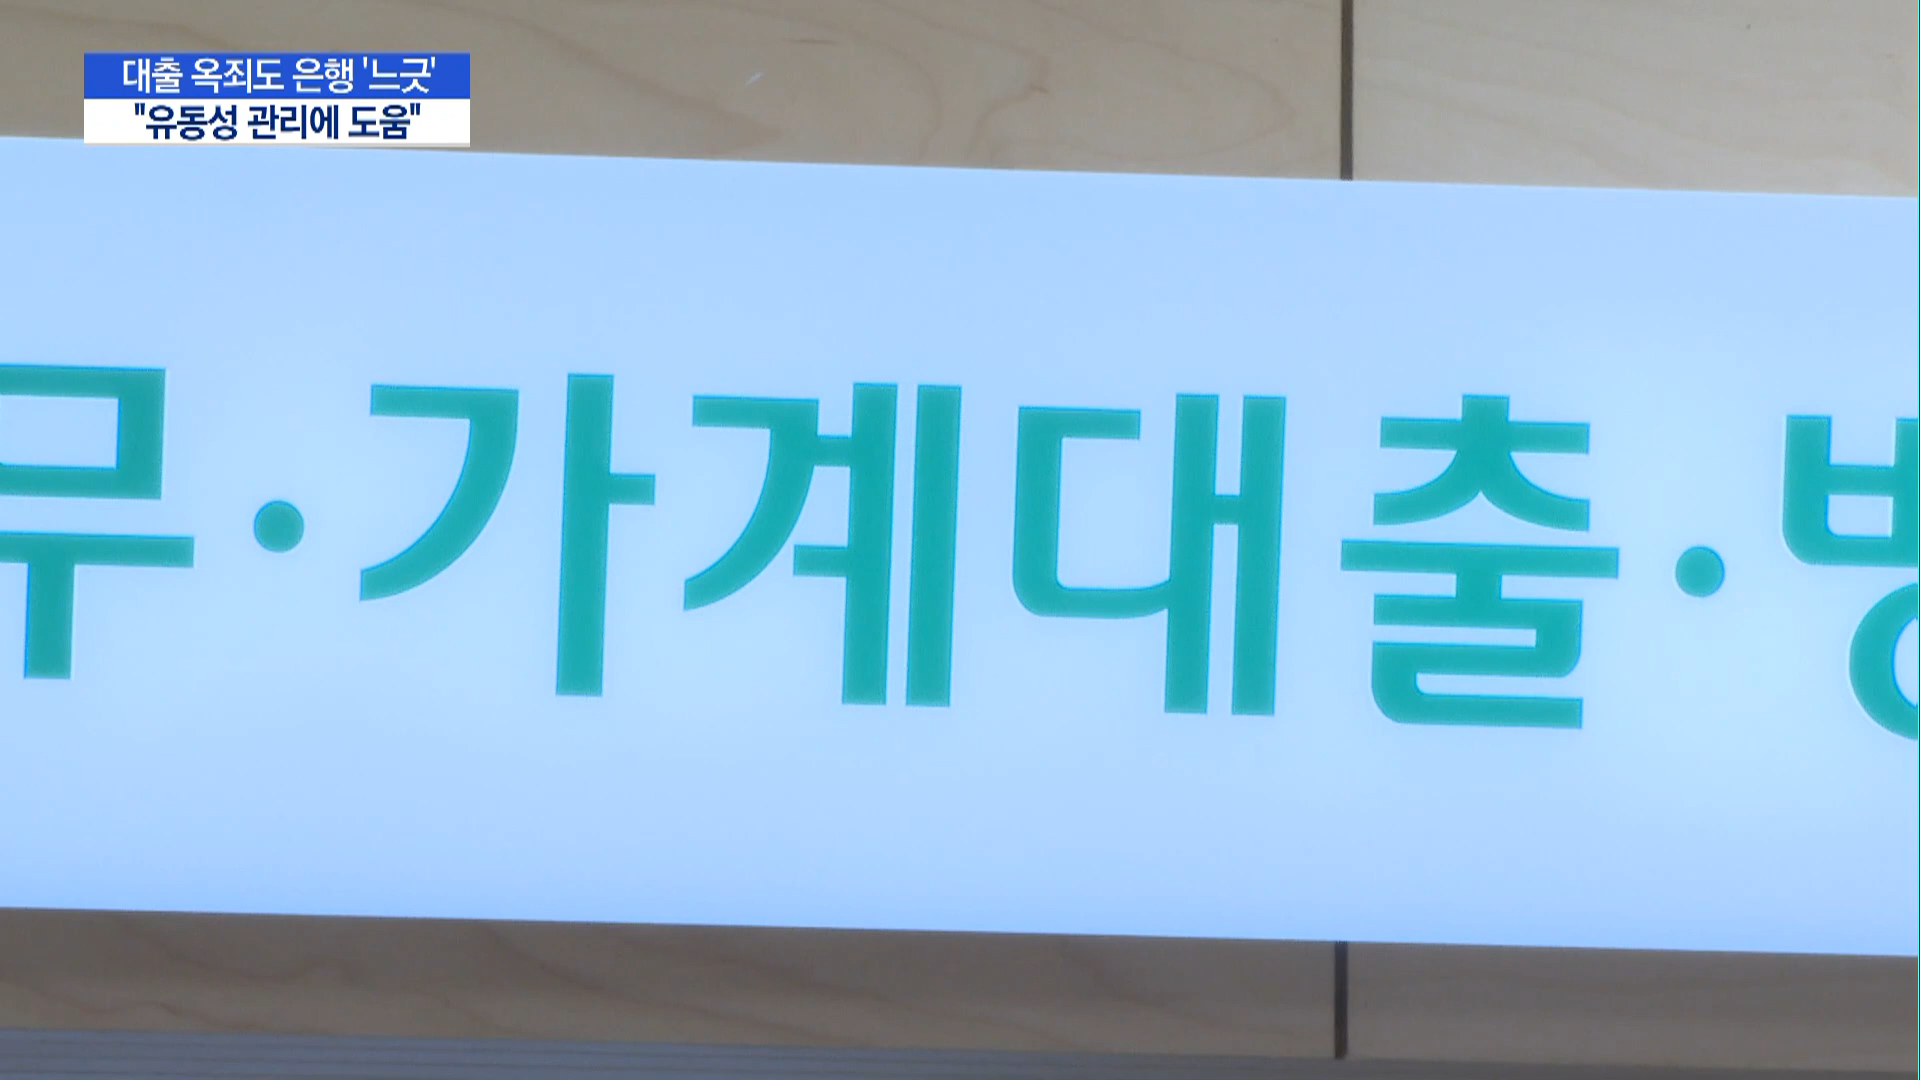 대출 옥죄도 은행 '느긋'
"유동성 관리에 도움"
무·가계대출·방